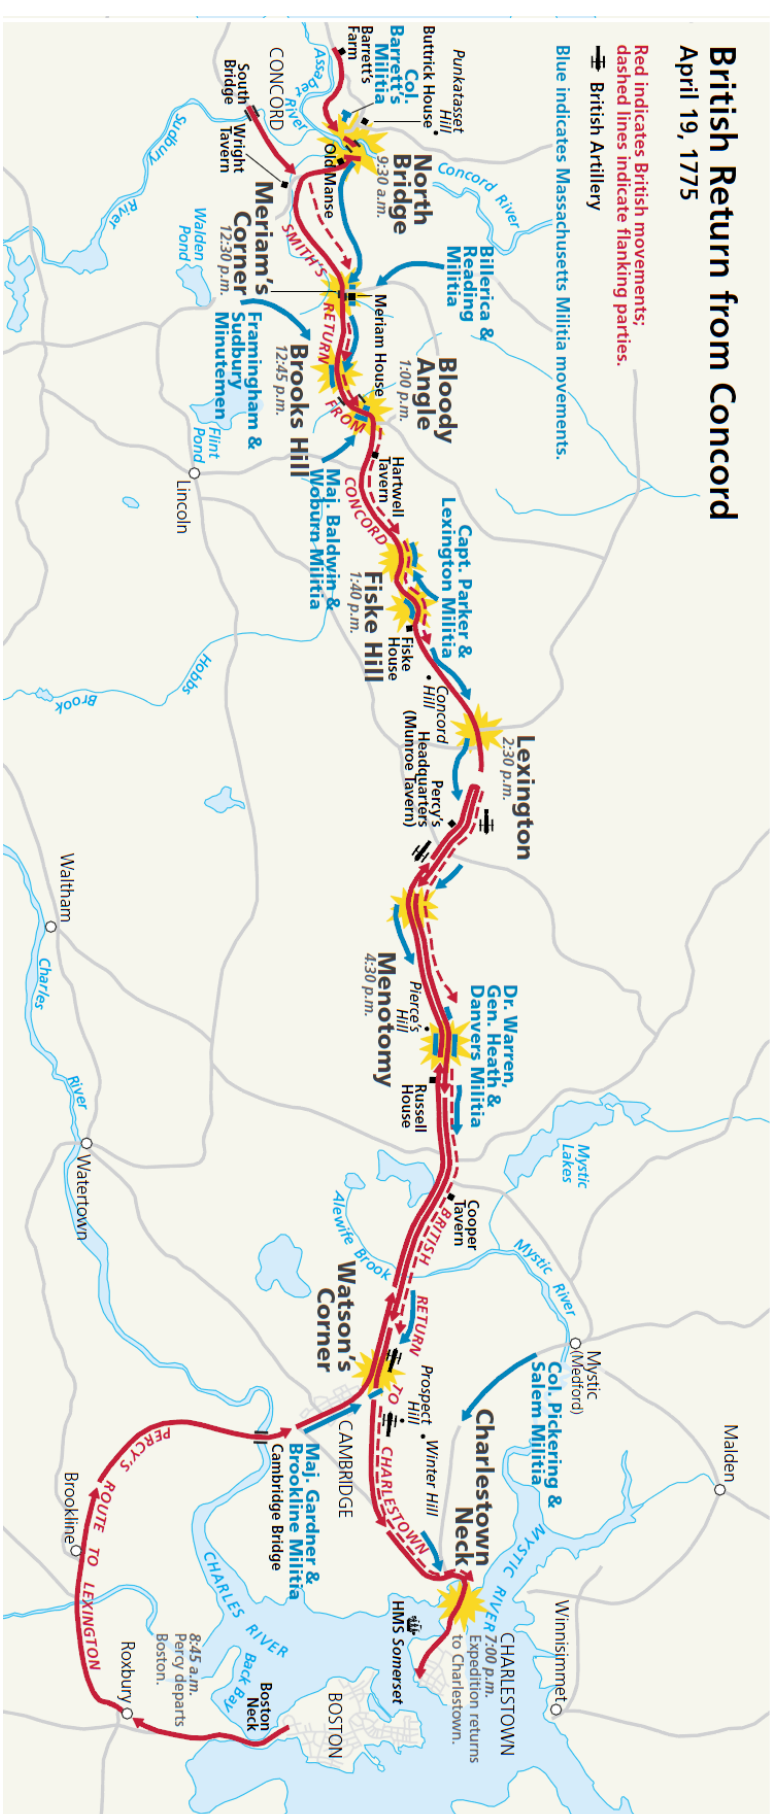 British Return from Concord
April 19, 1775
Red indicates British movements;
dashed lines indicate flanking parties.
British Artillery
Blue indicates Massachusetts Militia movements.
Punkatasset
Hill
Buttrick House
Col.
Barrett's
Militia
Barrett's
Farm
Assabet
River
CONCORD
South
Bridge
Wright
Tavern
Sudbury
River
Old Manse
North
Bridge
9:30 a.m.
Concord River
Walden
Pond
Meriam's
Corner
12:30 p.m.
SMITH'S
RETURN
FROM
CONCORD
Billerica &
Reading
Militia
Meriam House
Framingham &
Sudbury
Minutemen
Brooks Hill
12:45 p.m.
Bloody
Angle
1:00 p.m.
Flint
Pond
Lincoln
Hartwell
Tavern
Maj. Baldwin &
Woburn Militia
Capt. Parker &
Lexington Militia
Fiske Hill
1:40 p.m.
Fiske
House
Hobbs
Brook
Concord
Hill
Lexington
2:30 p.m.
Percy's
Headquarters
(Munroe Tavern)
Waltham
Charles
River
Menotomy
4:30 p.m.
Pierce's
Hill
Dr. Warren,
Gen. Heath &
Danvers Militia
Russell
House
Watertown
Mystic
Lakes
Cooper
Tavern
Alewife Brook
Mystic River
BRITISH
RETURN
TO
CHARLESTOWN
Watson's
Corner
Mystic
(Medford)
Col. Pickering &
Salem Militia
Prospect
Hill
Winter Hill
CAMBRIDGE
Maj. Gardner &
Brookline Militia
Cambridge Bridge
Malden
Charlestown
Neck
MYSTIC RIVER
PERCY'S
ROUTE TO LEXINGTON
Brookline
CHARLES RIVER
Winnisimmet
CHARLESTOWN
7:00 p.m.
Expedition returns
to Charlestown.
HMS Somerset
8:45 a.m.
Percy departs
Boston.
Back
Bay
Boston
Neck
BOSTON
Roxbury